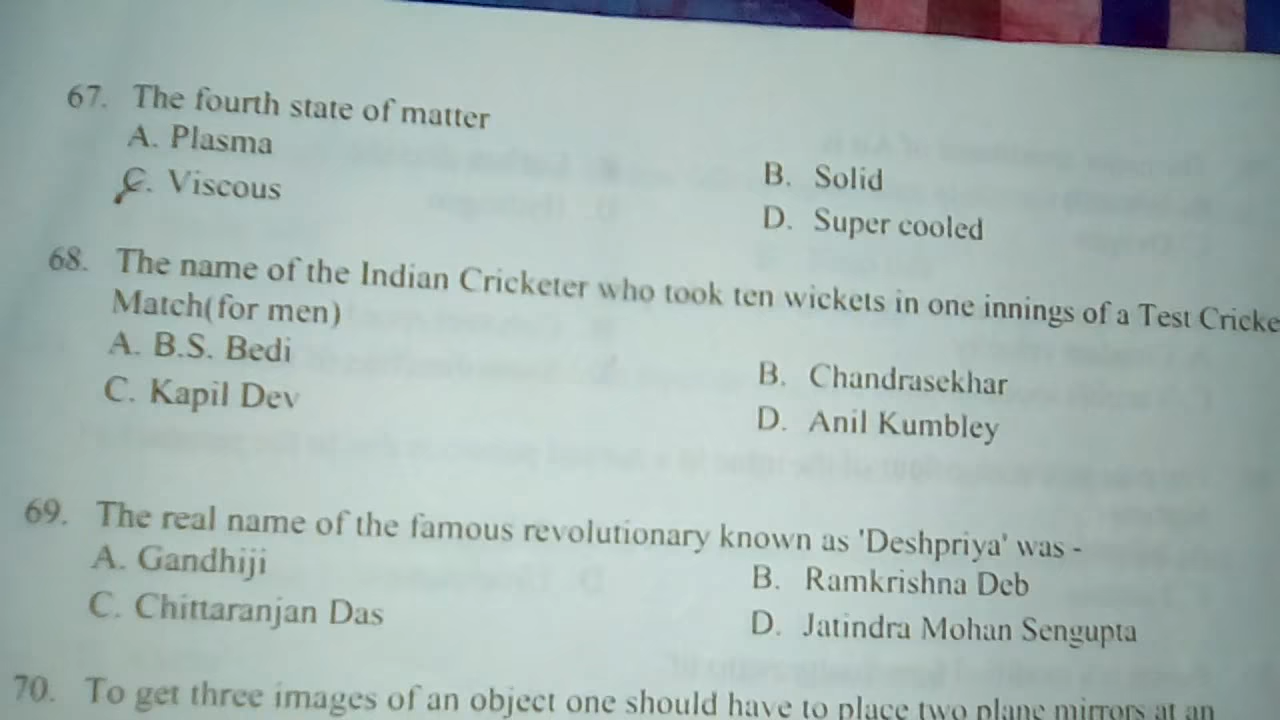 67. The fourth state of matter
A. Plasma
B. Solid
C. Viscous
D. Super cooled
68. The name of the Indian Cricketer who took ten wickets in one innings of a Test Cricke
Match(for men)
A. B.S. Bedi
B. Chandrasekhar
C. Kapil Dev
D. Anil Kumbley
69. The real name of the famous revolutionary known as 'Deshpriya' was -
A. Gandhiji
B. Ramkrishna Deb
C. Chittaranjan Das
D. Jatindra Mohan Sengupta
70. To get three images of an object one should have to place two plane mirrors at an